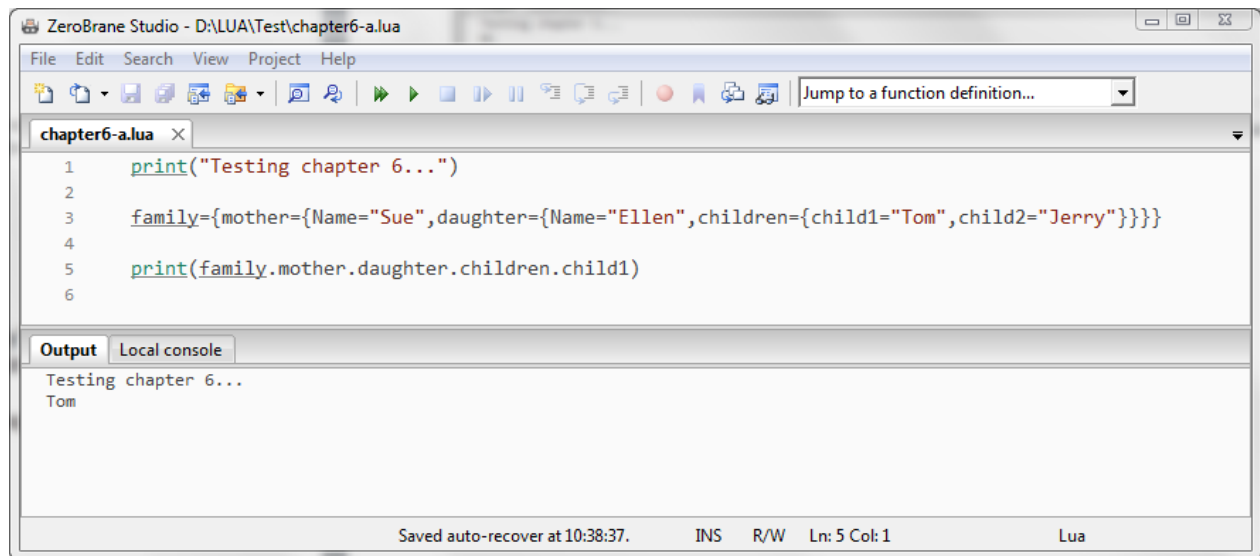 ZeroBrane Studio - D:\LUA\Test\chapter6-a.lua
File Edit Search View Project Help
Jump to a function definition...
chapter6-a.lua
1 print("Testing chapter 6...")
2
3 family={mother={Name="Sue",daughter={Name="Ellen",children={child1="Tom",child2="Jerry"}}}}
4
5 print(family.mother.daughter.children.child1)
6
Output Local console
Testing chapter 6...
Tom
Saved auto-recover at 10:38:37. INS R/W Ln: 5 Col: 1 Lua